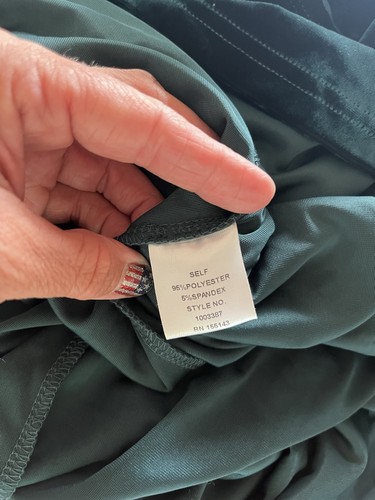 SELF
95%POLYESTER
5%SPANDEX
STYLE NO.
1003387
RN 155143